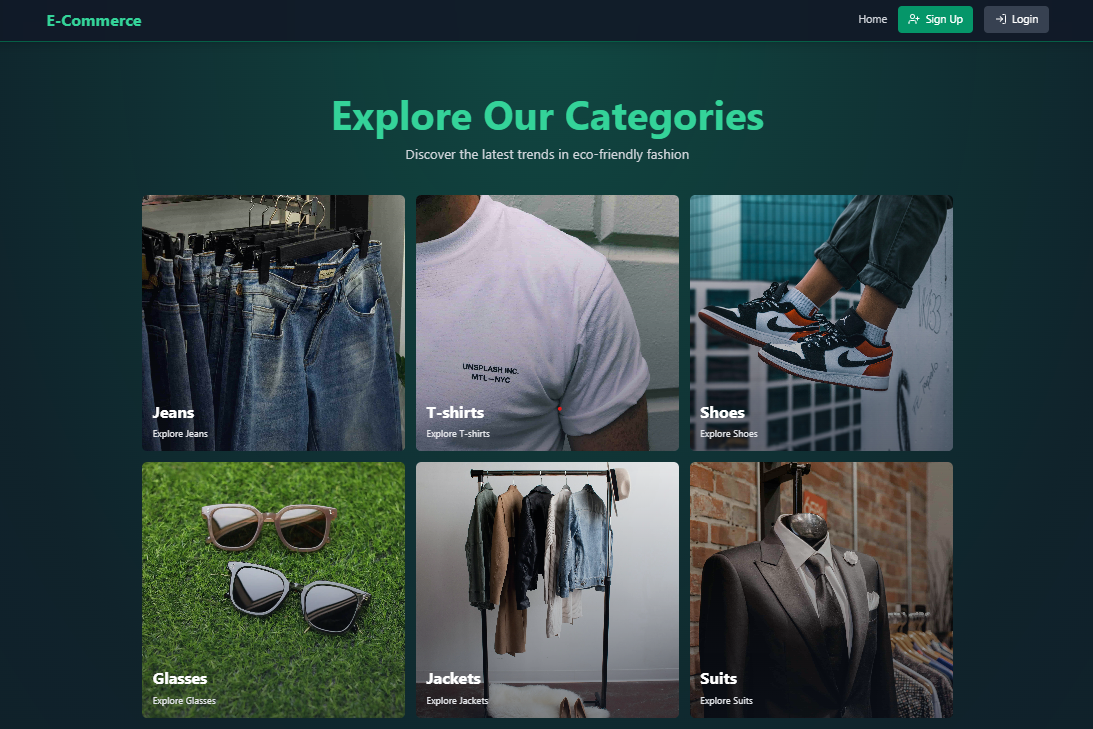 E-Commerce
Home
Sign Up
Login
Explore Our Categories
Discover the latest trends in eco-friendly fashion
UNSPLASH INC.
MTL—NYC
Jeans
Explore Jeans
T-shirts
Explore T-shirts
Shoes
Explore Shoes
Glasses
Explore Glasses
Jackets
Explore Jackets
Suits
Explore Suits